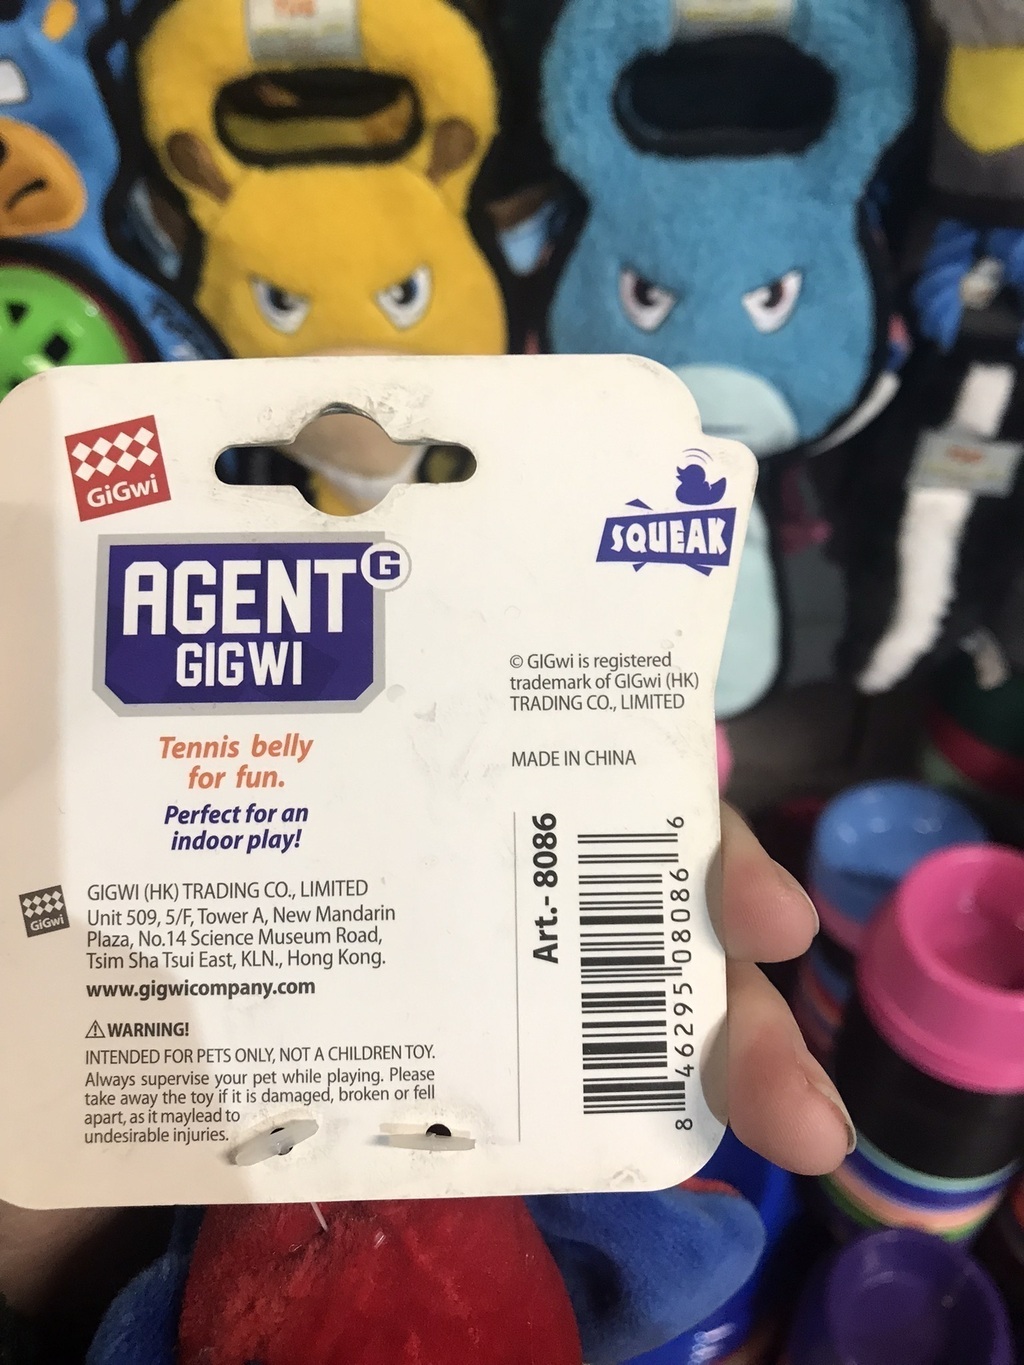 GiGwi
SQUEAK
AGENT G
GIGWI
© GIGwi is registered
trademark of GIGwi (HK)
TRADING CO., LIMITED
MADE IN CHINA
Tennis belly
for fun.
Perfect for an
indoor play!
GiGwi
GIGWI (HK) TRADING CO., LIMITED
Unit 509, 5/F, Tower A, New Mandarin
Plaza, No.14 Science Museum Road,
Tsim Sha Tsui East, KLN., Hong Kong.
www.gigwicompany.com
⚠WARNING!
INTENDED FOR PETS ONLY, NOT A CHILDREN TOY.
Always supervise your pet while playing. Please
take away the toy if it is damaged, broken or fell
apart, as it maylead to
undesirable injuries.
Art.- 8086
8 46295 08086 6